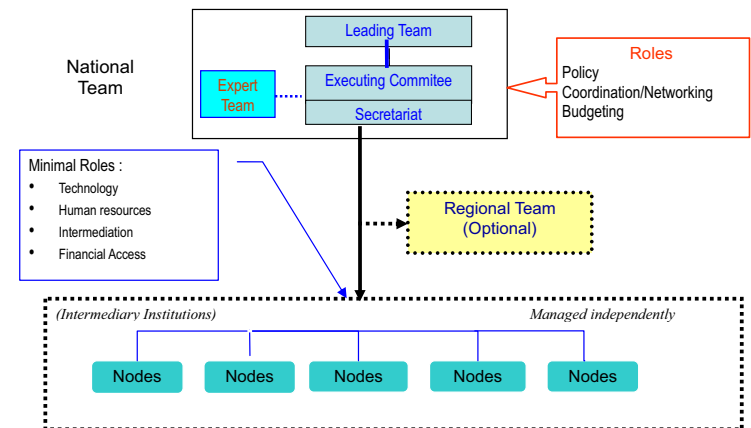 Leading Team
National
Team
Expert
Team
Executing Commitee
Secretariat
Roles
Policy
Coordination/Networking
Budgeting
Minimal Roles :
• Technology
• Human resources
• Intermediation
• Financial Access
Regional Team
(Optional)
(Intermediary Institutions)
Managed independently
Nodes
Nodes
Nodes
Nodes
Nodes